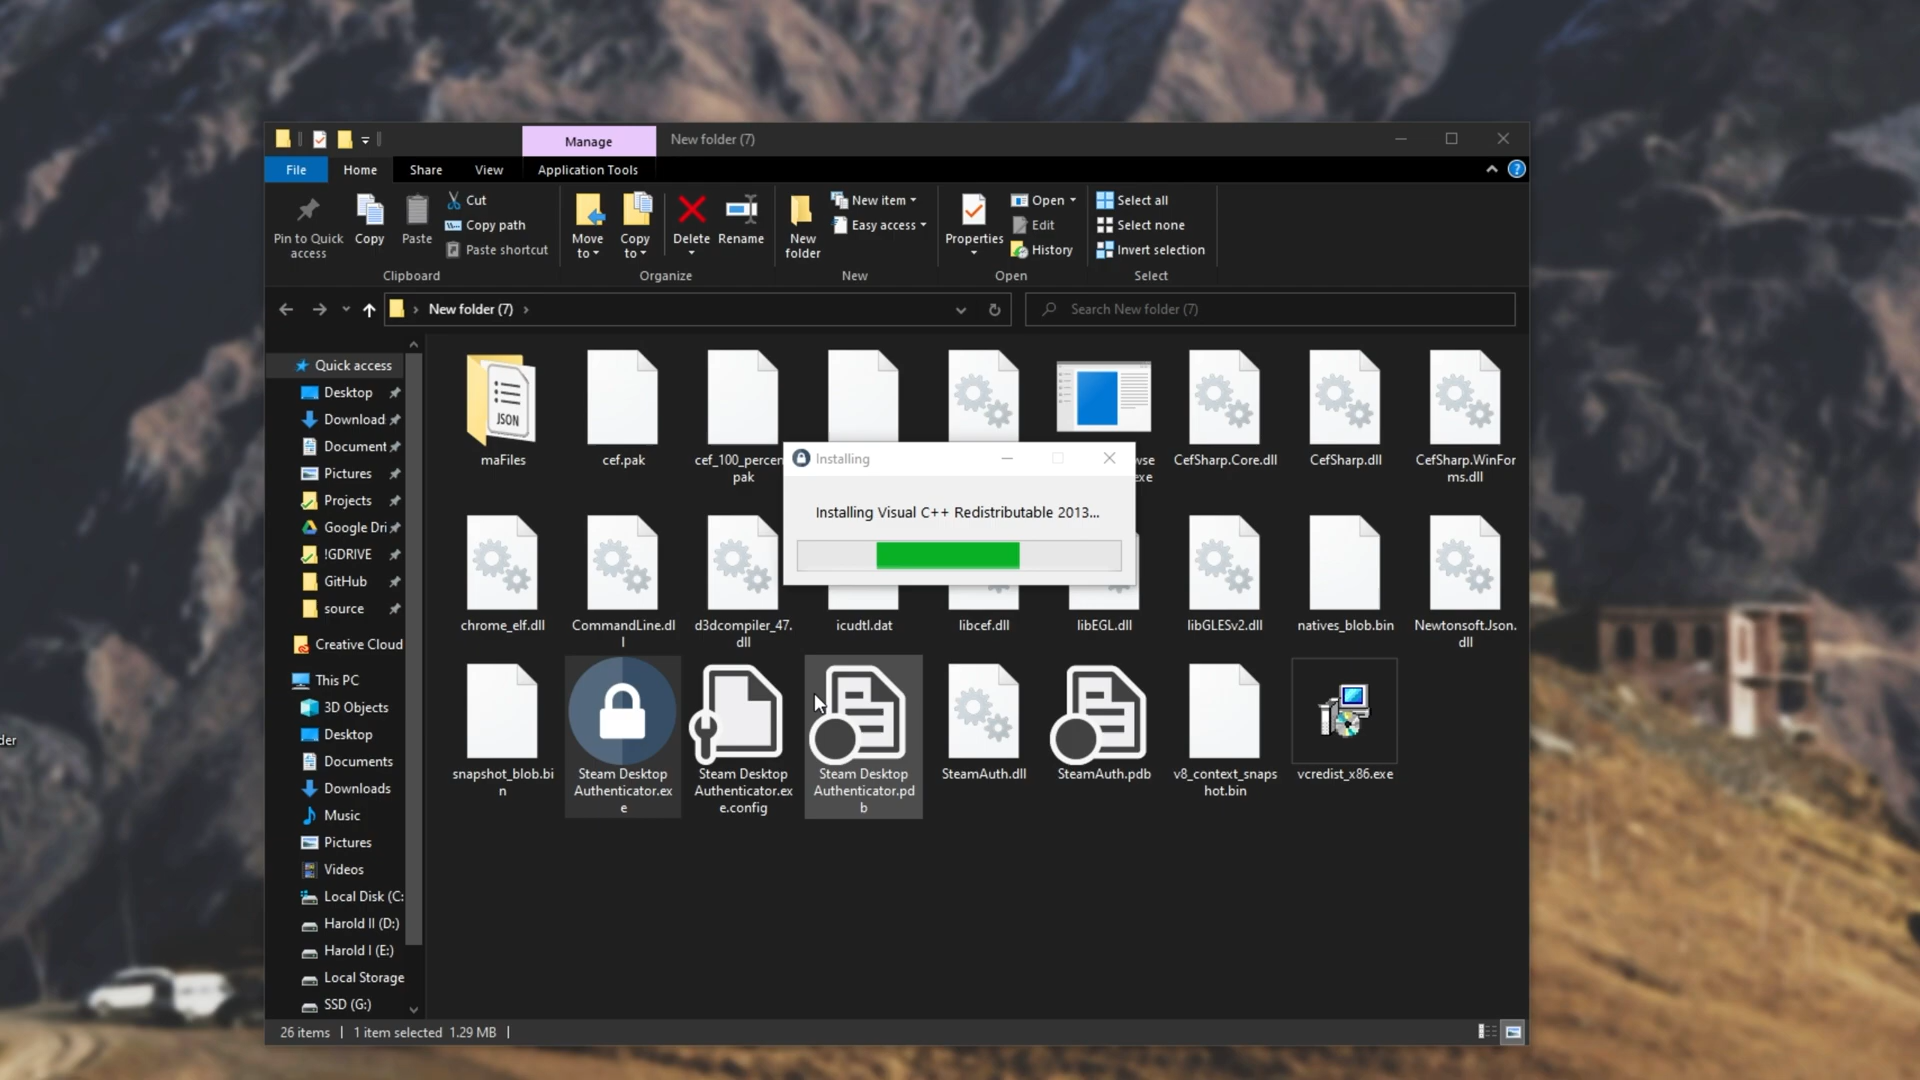 Manage
New folder (7)
File
Home
Share
View
Application Tools
Pin to Quick
access
Copy
Paste
Cut
Copy path
Paste shortcut
Clipboard
Move
to
Copy
to
Delete
Rename
Organize
New
folder
New item
Easy access
New
Properties
Open
Edit
History
Open
Select all
Select none
Invert selection
Select
New folder (7)
Search New folder (7)
Quick access
Desktop
Download
Document
Pictures
Projects
Google Dri
!GDRIVE
GitHub
source
Creative Cloud
This PC
3D Objects
Desktop
Documents
Downloads
Music
Pictures
Videos
Local Disk (C:
Harold II (D:)
Harold I (E:)
Local Storage
SSD (G:)
JSON
maFiles
cef.pak
cef_100_percen
pak
wse
exe
CefSharp.Core.dll
CefSharp.dll
CefSharp.WinFor
ms.dll
Installing
Installing Visual C++ Redistributable 2013...
chrome_elf.dll
CommandLine.dl
l
d3dcompiler_47.
dll
icudtl.dat
libcef.dll
libEGL.dll
libGLESv2.dll
natives_blob.bin
Newtonsoft.Json.
dll
snapshot_blob.bi
n
Steam Desktop
Authenticator.ex
e
Steam Desktop
Authenticator.ex
e.config
Steam Desktop
Authenticator.pd
b
SteamAuth.dll
SteamAuth.pdb
v8_context_snaps
hot.bin
vcredist_x86.exe
der
26 items
1 item selected 1.29 MB